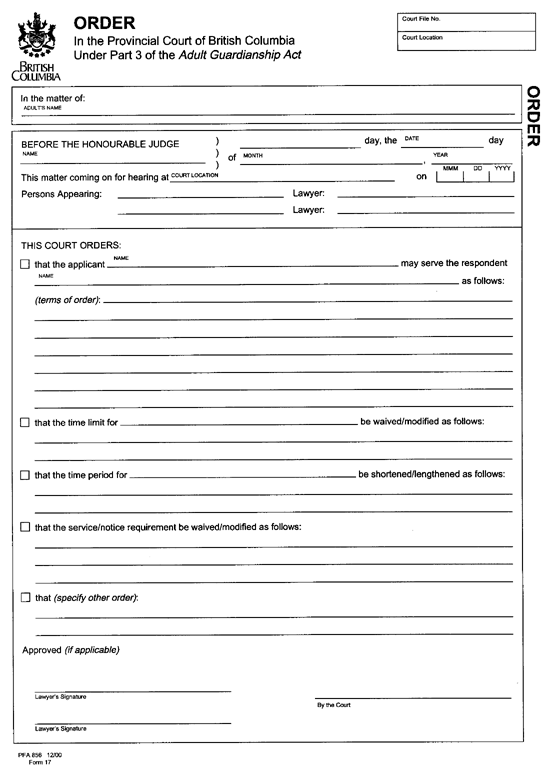 ORDER
In the Provincial Court of British Columbia
Under Part 3 of the Adult Guardianship Act
BRITISH
COLUMBIA
Court File No.
Court Location
ORDER
In the matter of:
ADULT'S NAME
BEFORE THE HONOURABLE JUDGE ) day, the DATE day
NAME ) of MONTH , YEAR
)
This matter coming on for hearing at COURT LOCATION on MMM DD YYYY
Persons Appearing: Lawyer:
Lawyer:
THIS COURT ORDERS:
that the applicant NAME may serve the respondent
NAME as follows:
(terms of order):
that the time limit for be waived/modified as follows:
that the time period for be shortened/lengthened as follows:
that the service/notice requirement be waived/modified as follows:
that (specify other order):
Approved (if applicable)
Lawyer's Signature
By the Court
Lawyer's Signature
PFA 856 12/00
Form 17